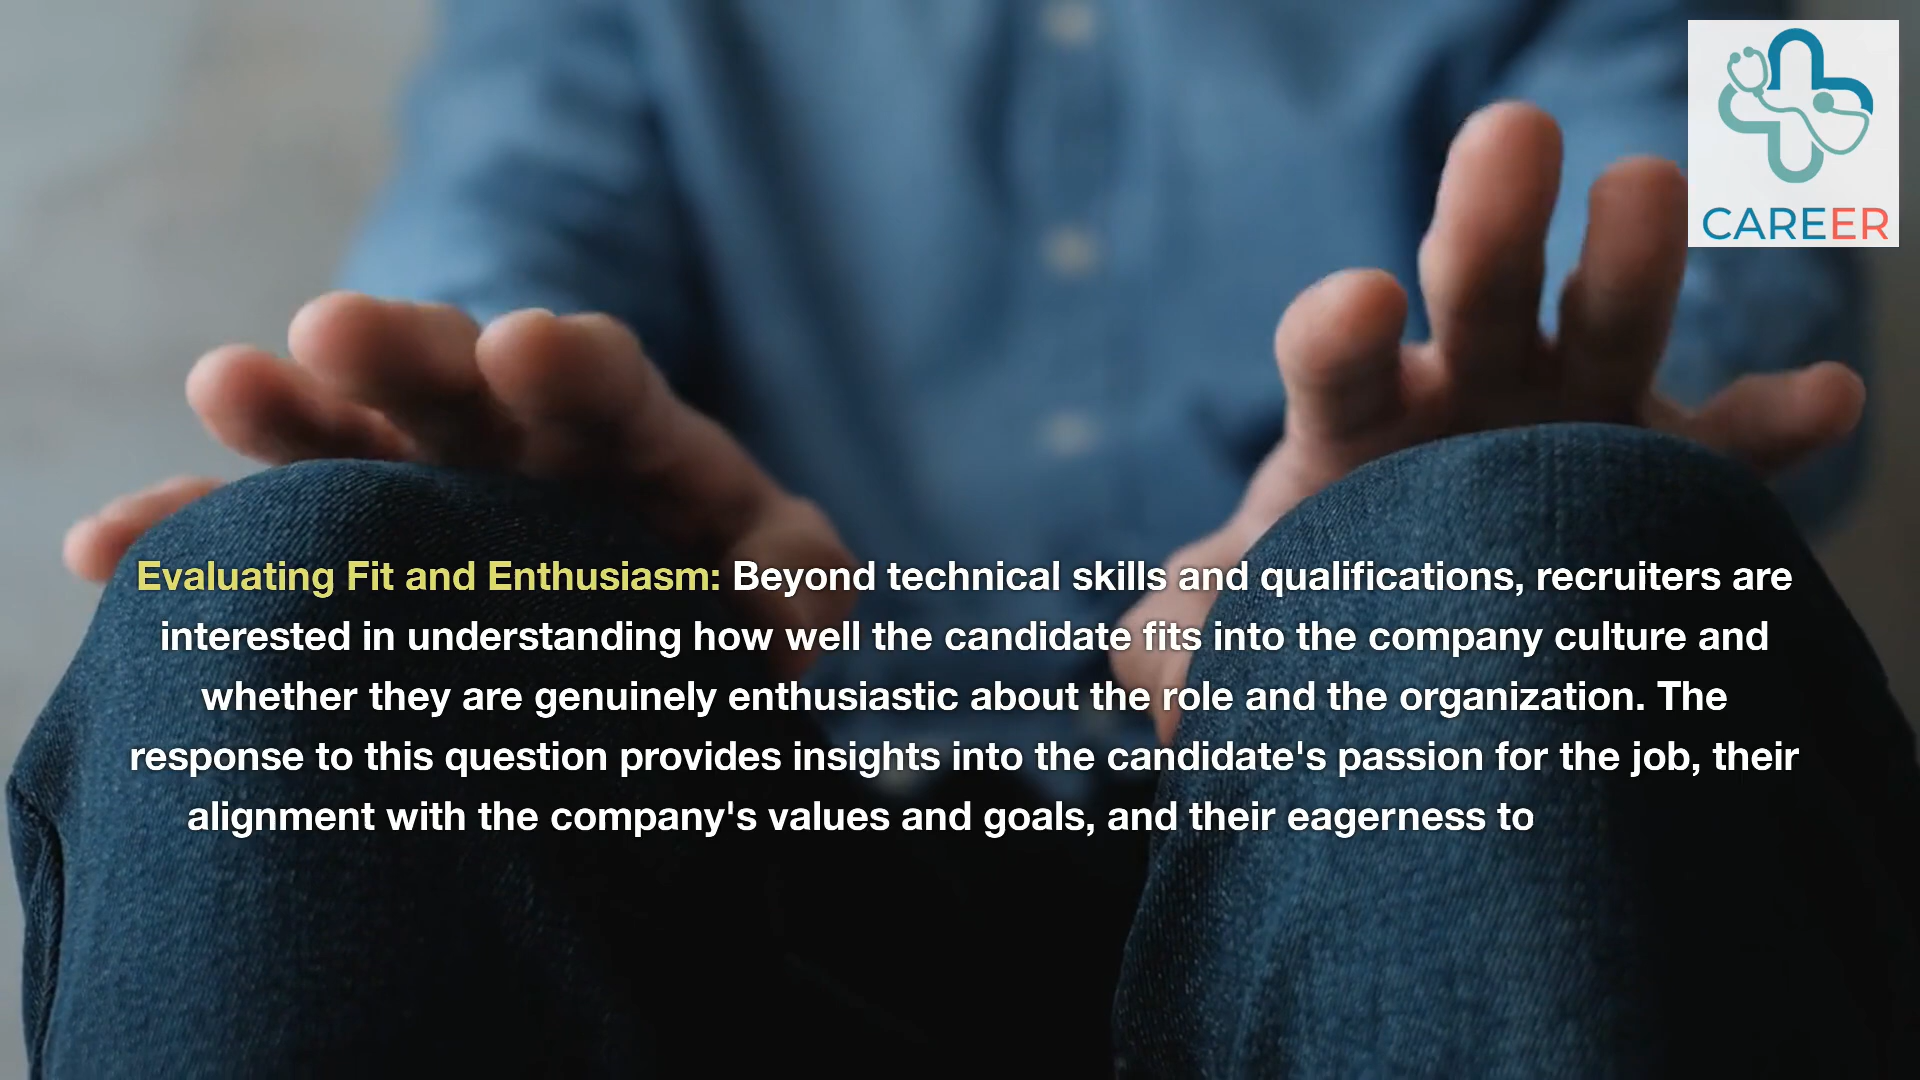 CAREER
Evaluating Fit and Enthusiasm: Beyond technical skills and qualifications, recruiters are
interested in understanding how well the candidate fits into the company culture and
whether they are genuinely enthusiastic about the role and the organization. The
response to this question provides insights into the candidate's passion for the job, their
alignment with the company's values and goals, and their eagerness to